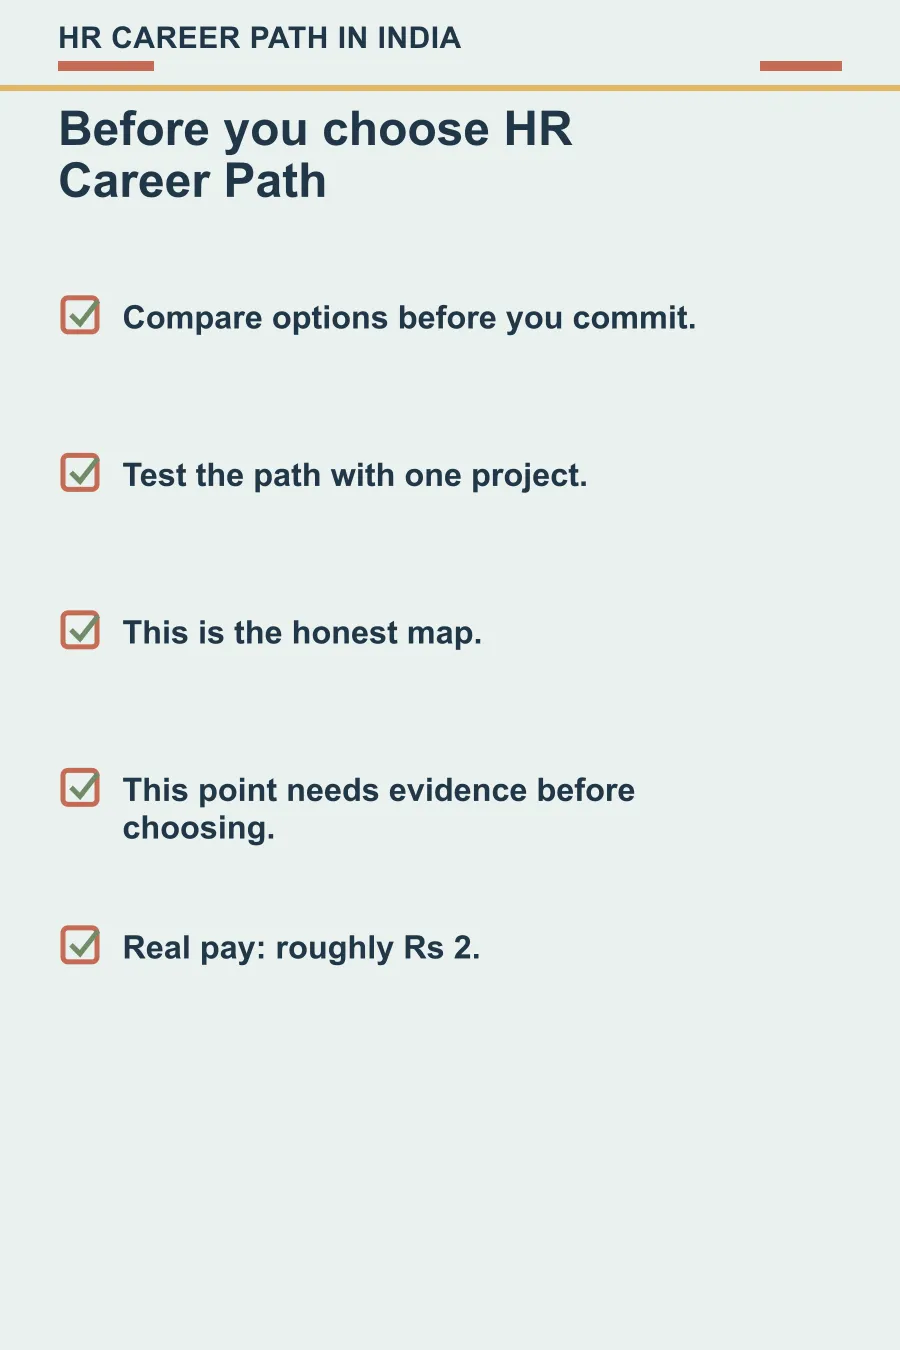 HR CAREER PATH IN INDIA
Before you choose HR
Career Path
Compare options before you commit.
Test the path with one project.
This is the honest map.
This point needs evidence before
choosing.
Real pay: roughly Rs 2.